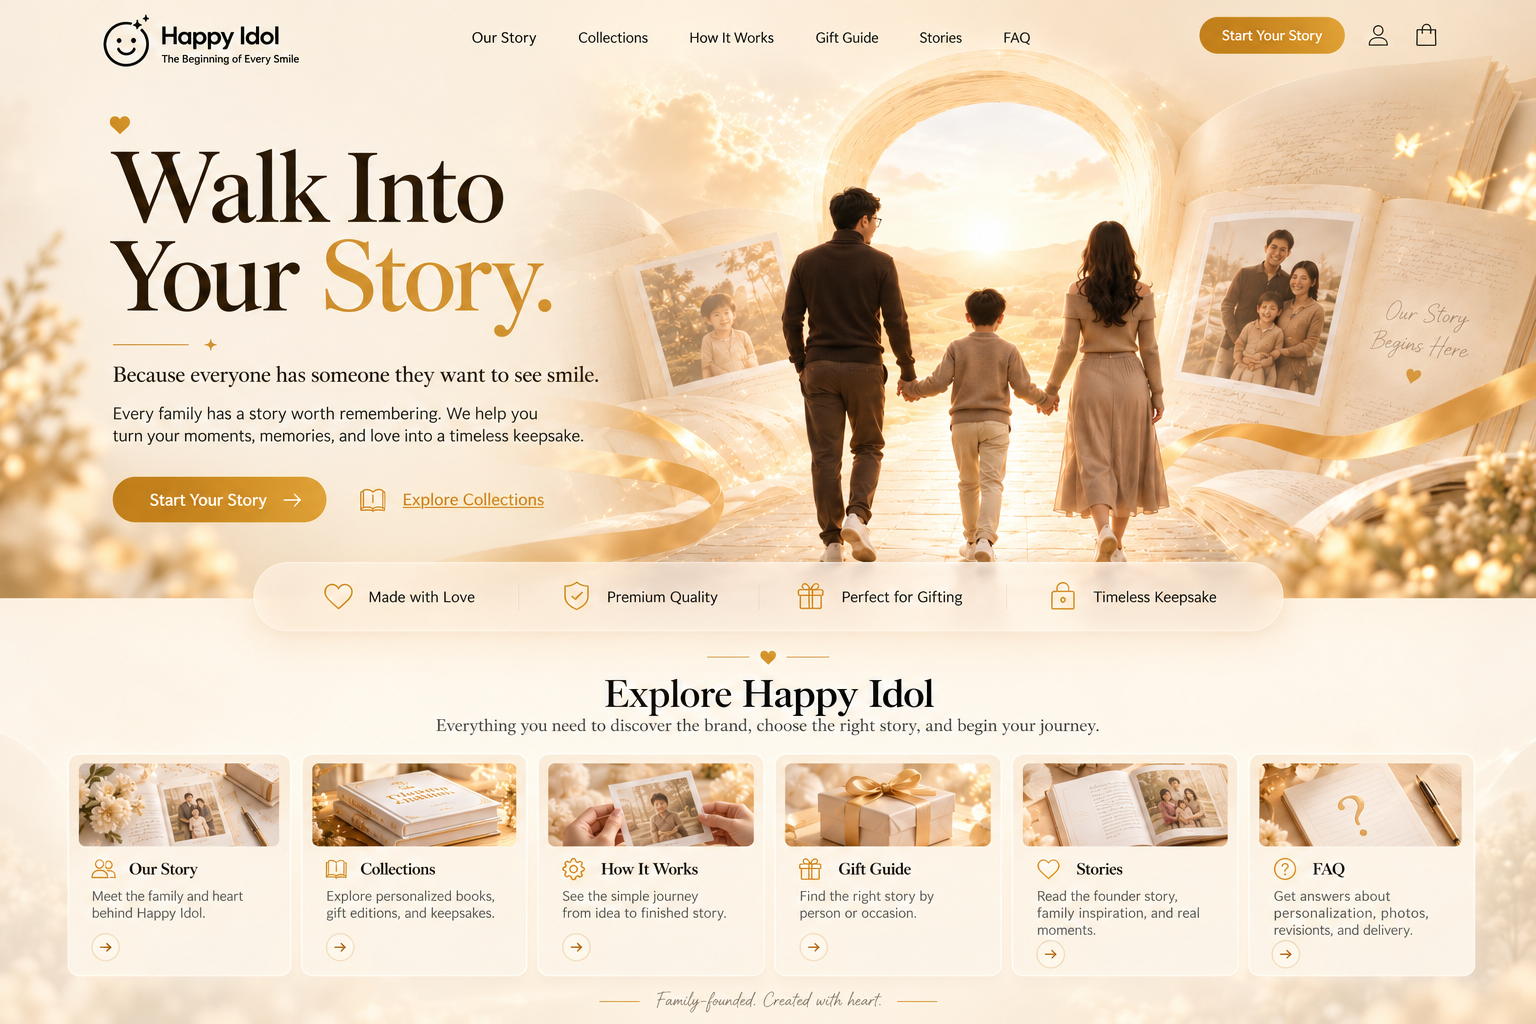 Happy Idol
The Beginning of Every Smile
Our Story
Collections
How It Works
Gift Guide
Stories
FAQ
Start Your Story
Walk Into
Your Story.
Because everyone has someone they want to see smile.
Every family has a story worth remembering. We help you
turn your moments, memories, and love into a timeless keepsake.
Start Your Story
Explore Collections
Our Story
Begins Here
Made with Love
Premium Quality
Perfect for Gifting
Timeless Keepsake
Explore Happy Idol
Everything you need to discover the brand, choose the right story, and begin your journey.
Our Story
Meet the family and heart
behind Happy Idol.
Collections
Explore personalized books,
gift editions, and keepsakes.
How It Works
See the simple journey
from idea to finished story.
Gift Guide
Find the right story by
person or occasion.
Stories
Read the founder story,
family inspiration, and real
moments.
?
FAQ
Get answers about
personalization, photos,
revisionts, and delivery.
Family-founded. Created with heart.